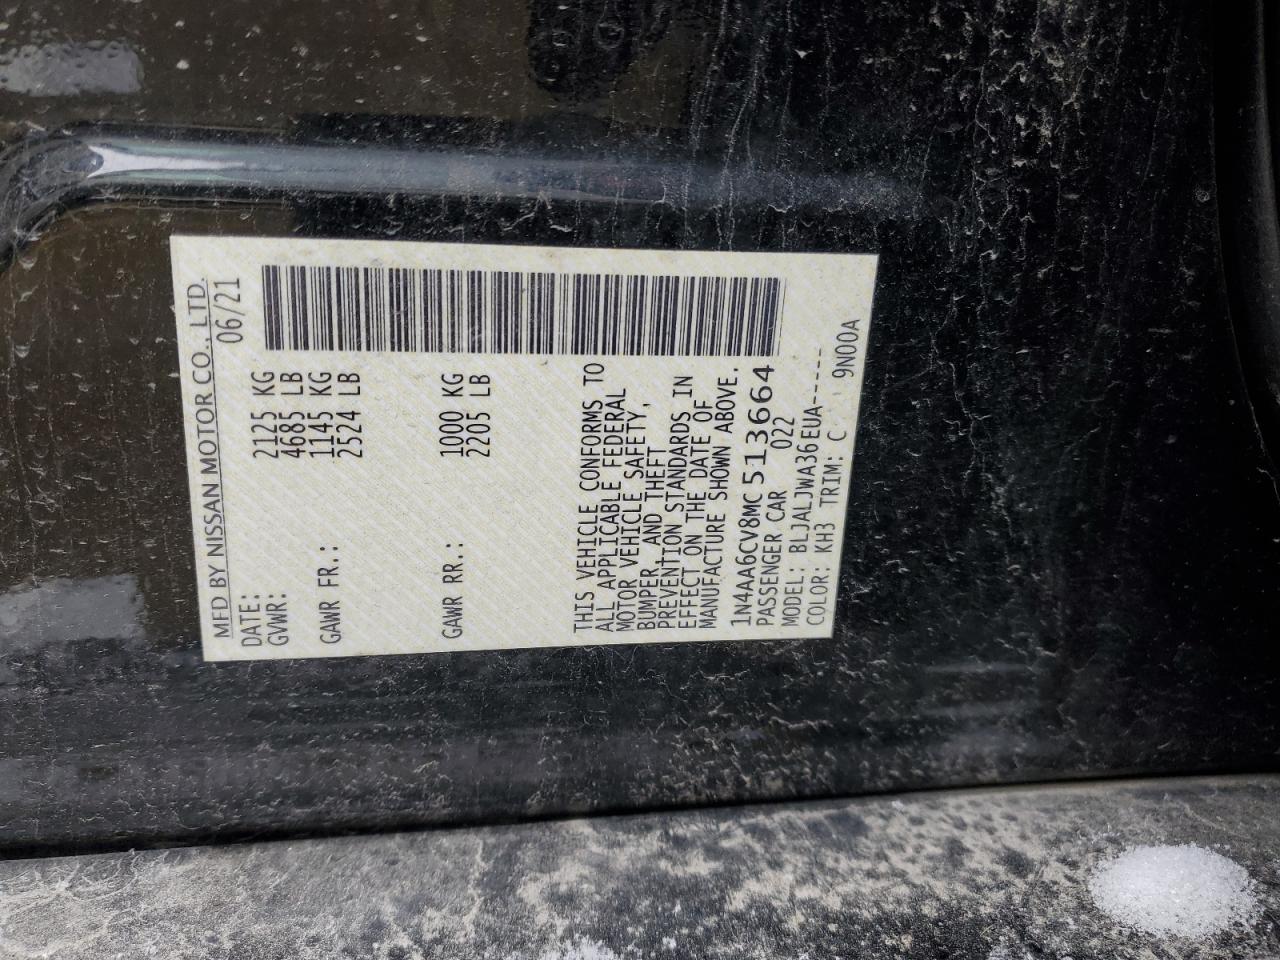 MFD BY NISSAN MOTOR CO., LTD.
DATE: 06/21
GVWR: 2125 KG
4685 LB
GAWR FR.: 1145 KG
2524 LB
GAWR RR.: 1000 KG
2205 LB
THIS VEHICLE CONFORMS TO
ALL APPLICABLE FEDERAL
MOTOR VEHICLE SAFETY,
BUMPER, AND THEFT
PREVENTION STANDARDS IN
EFFECT ON THE DATE OF
MANUFACTURE SHOWN ABOVE.
1N4AA6CV8MC513664
PASSENGER CAR 022
MODEL: BLJALJWA36EUA-----
COLOR: KH3 TRIM: C 9N00A